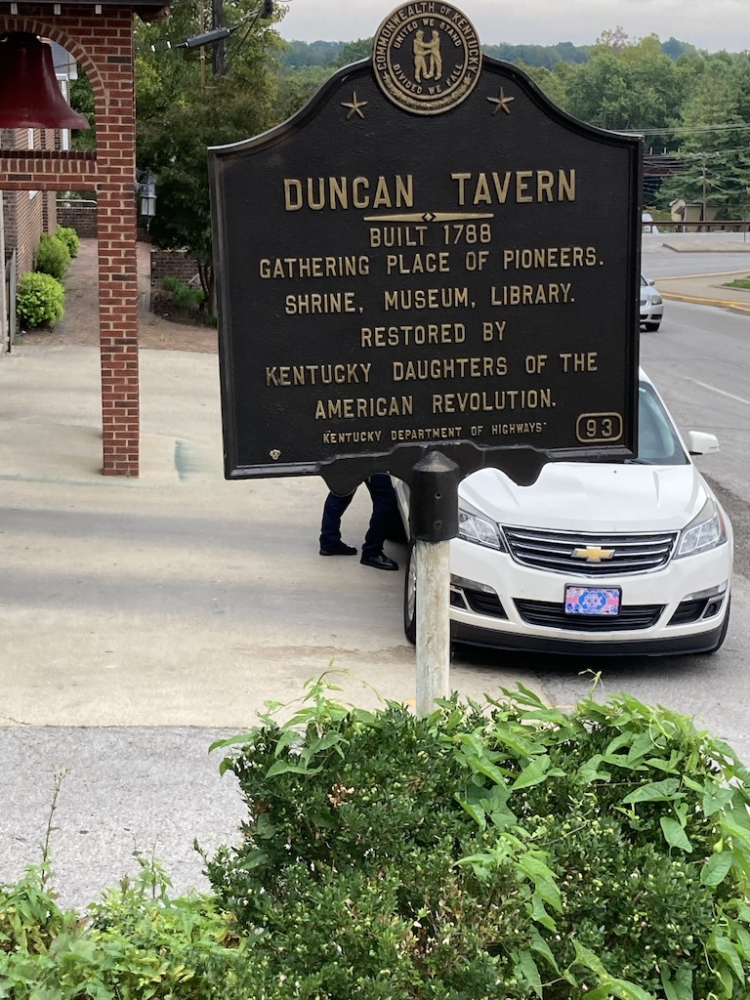 COMMONWEALTH OF KENTUCKY
UNITED WE STAND
DIVIDED WE FALL
DUNCAN TAVERN
BUILT 1788
GATHERING PLACE OF PIONEERS.
SHRINE, MUSEUM, LIBRARY.
RESTORED BY
KENTUCKY DAUGHTERS OF THE
AMERICAN REVOLUTION.
"KENTUCKY DEPARTMENT OF HIGHWAYS"
93